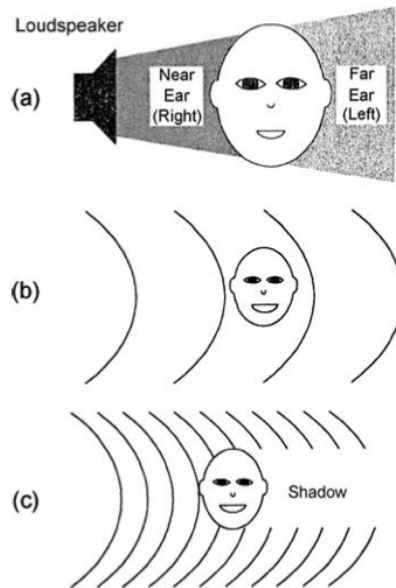 Loudspeaker
(a)
Near
Ear
(Right)
Far
Ear
(Left)
(b)
(c)
Shadow